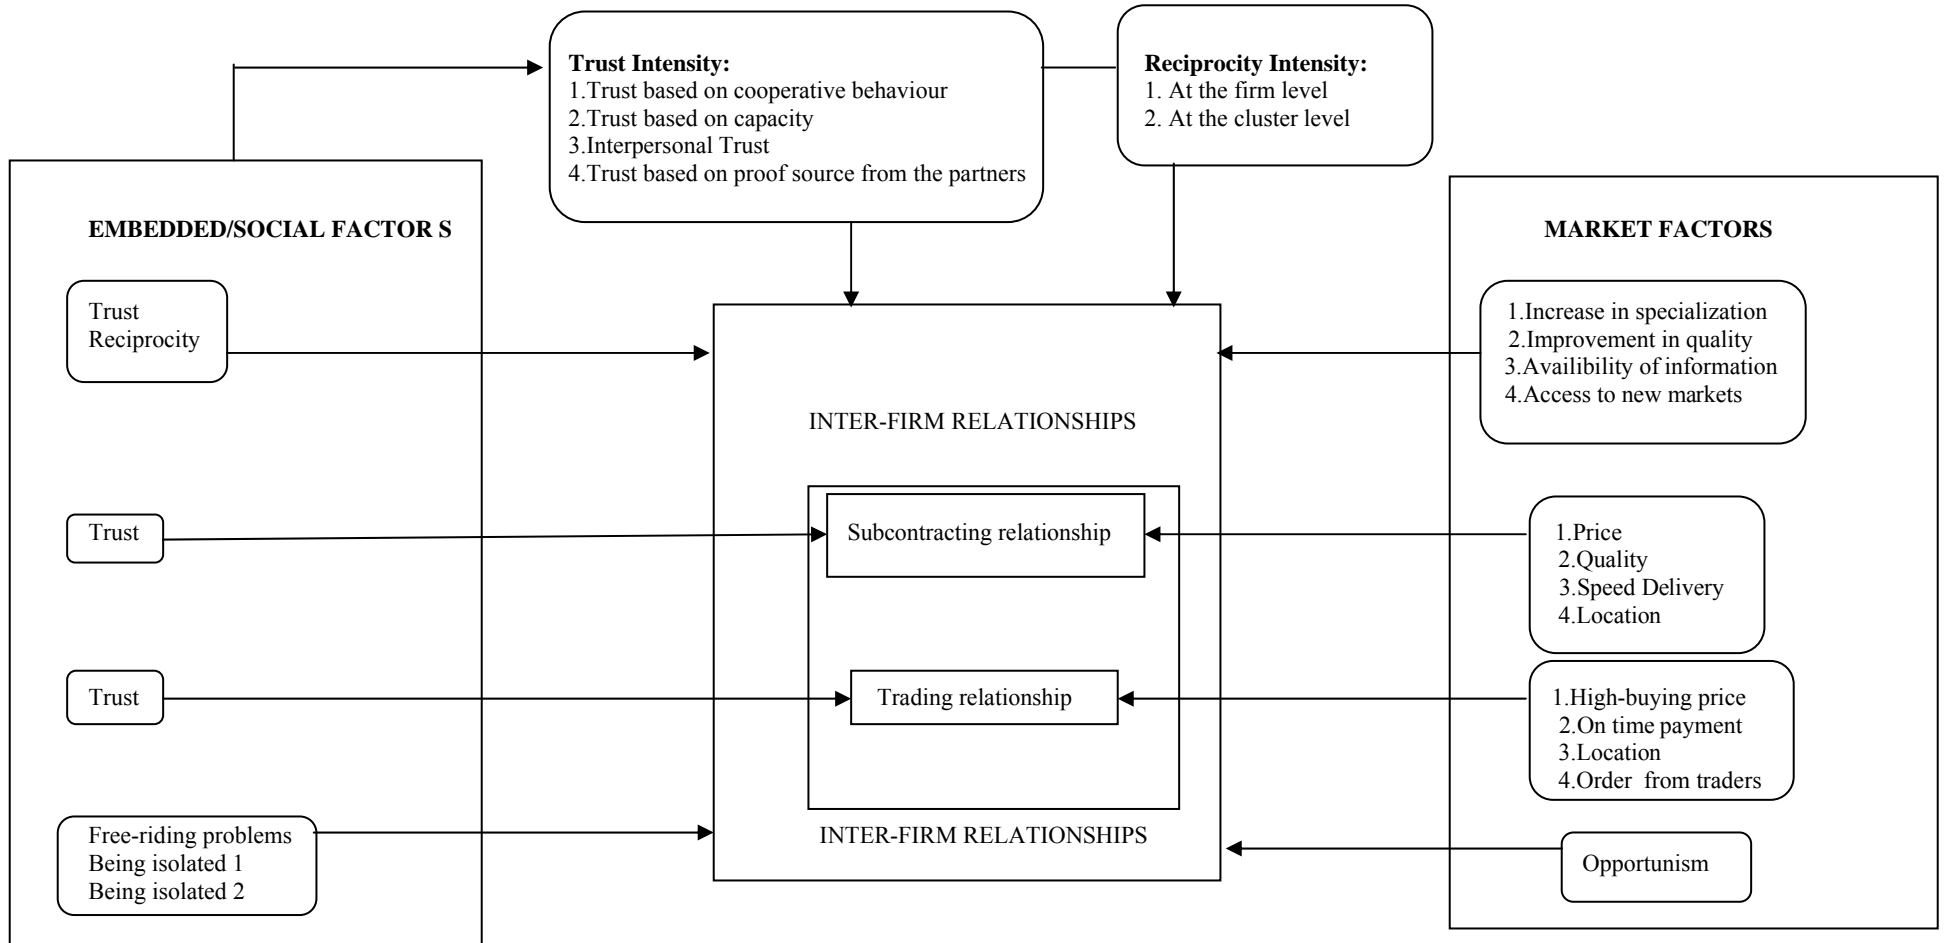 Trust Intensity:
1.Trust based on cooperative behaviour
2.Trust based on capacity
3.Interpersonal Trust
4.Trust based on proof source from the partners
Reciprocity Intensity:
1. At the firm level
2. At the cluster level
EMBEDDED/SOCIAL FACTOR S
Trust
Reciprocity
Trust
Trust
Free-riding problems
Being isolated 1
Being isolated 2
INTER-FIRM RELATIONSHIPS
Subcontracting relationship
Trading relationship
INTER-FIRM RELATIONSHIPS
MARKET FACTORS
1.Increase in specialization
2.Improvement in quality
3.Availibility of information
4.Access to new markets
1.Price
2.Quality
3.Speed Delivery
4.Location
1.High-buying price
2.On time payment
3.Location
4.Order from traders
Opportunism